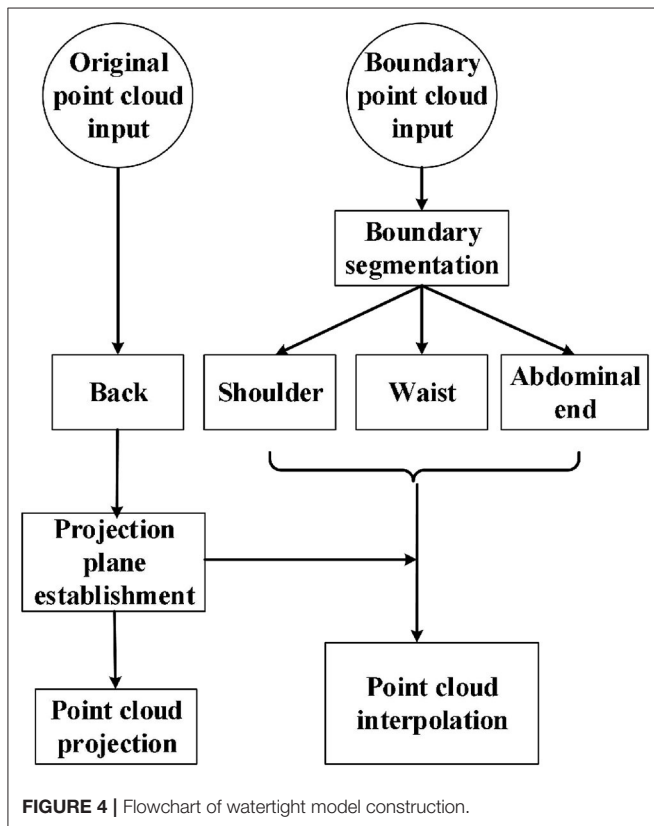 Original
point cloud
input
Boundary
point cloud
input
Boundary
segmentation
Back
Shoulder
Waist
Abdominal
end
Projection
plane
establishment
Point cloud
projection
Point cloud
interpolation
FIGURE 4 | Flowchart of watertight model construction.